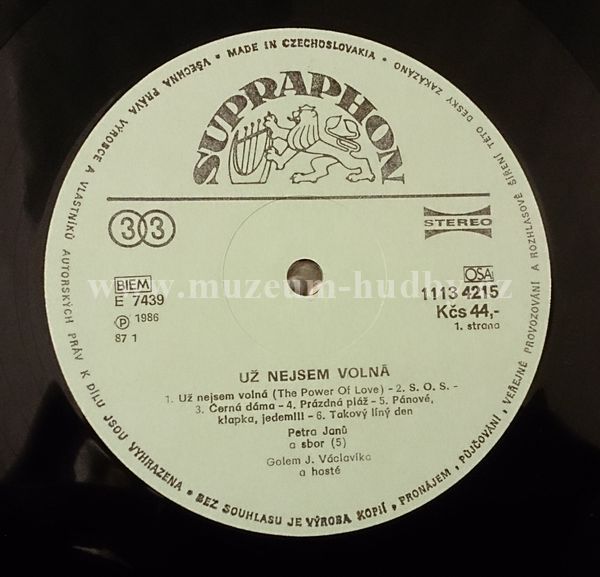 VŠECHNA PRÁVA VÝROBCE A VLASTNÍKŮ AUTORSKÝCH PRÁV K DÍLU JSOU VYHRAZENA • BEZ SOUHLASU JE VÝROBA KOPIÍ, PRONÁJEM, PŮJČOVÁNÍ, VEŘEJNÉ PROVOZOVÁNÍ A ROZHLASOVÉ ŠÍŘENÍ TÉTO DESKY ZAKÁZÁNO • MADE IN CZECHOSLOVAKIA •
SUPRAPHON
33
STEREO
BIEM
E 7439
Ⓟ 1986
87 1
OSA
1113 4215
Kčs 44,-
1. strana
www.muzeum-hudby.cz
UŽ NEJSEM VOLNÁ
1. Už nejsem volná (The Power Of Love) – 2. S. O. S. –
3. Černá dáma – 4. Prázdná pláž – 5. Pánové,
klapka, jedem!!! – 6. Takový líný den
Petra Janů
a sbor (5)
Golem J. Václavíka
a hosté